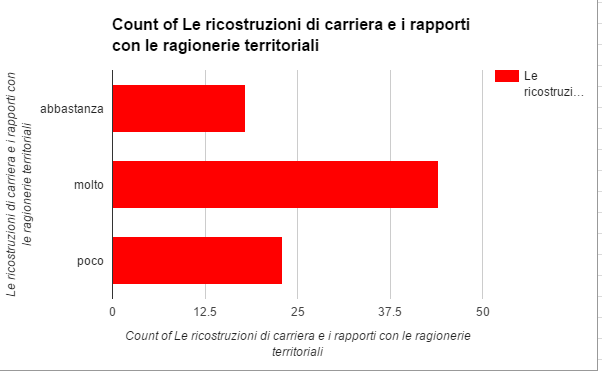 Count of Le ricostruzioni di carriera e i rapporti
con le ragionerie territoriali
Le
ricostruzi...
Le ricostruzioni di carriera e i rapporti con
le ragionerie territoriali
abbastanza
molto
poco
0
12.5
25
37.5
50
Count of Le ricostruzioni di carriera e i rapporti con le ragionerie
territoriali